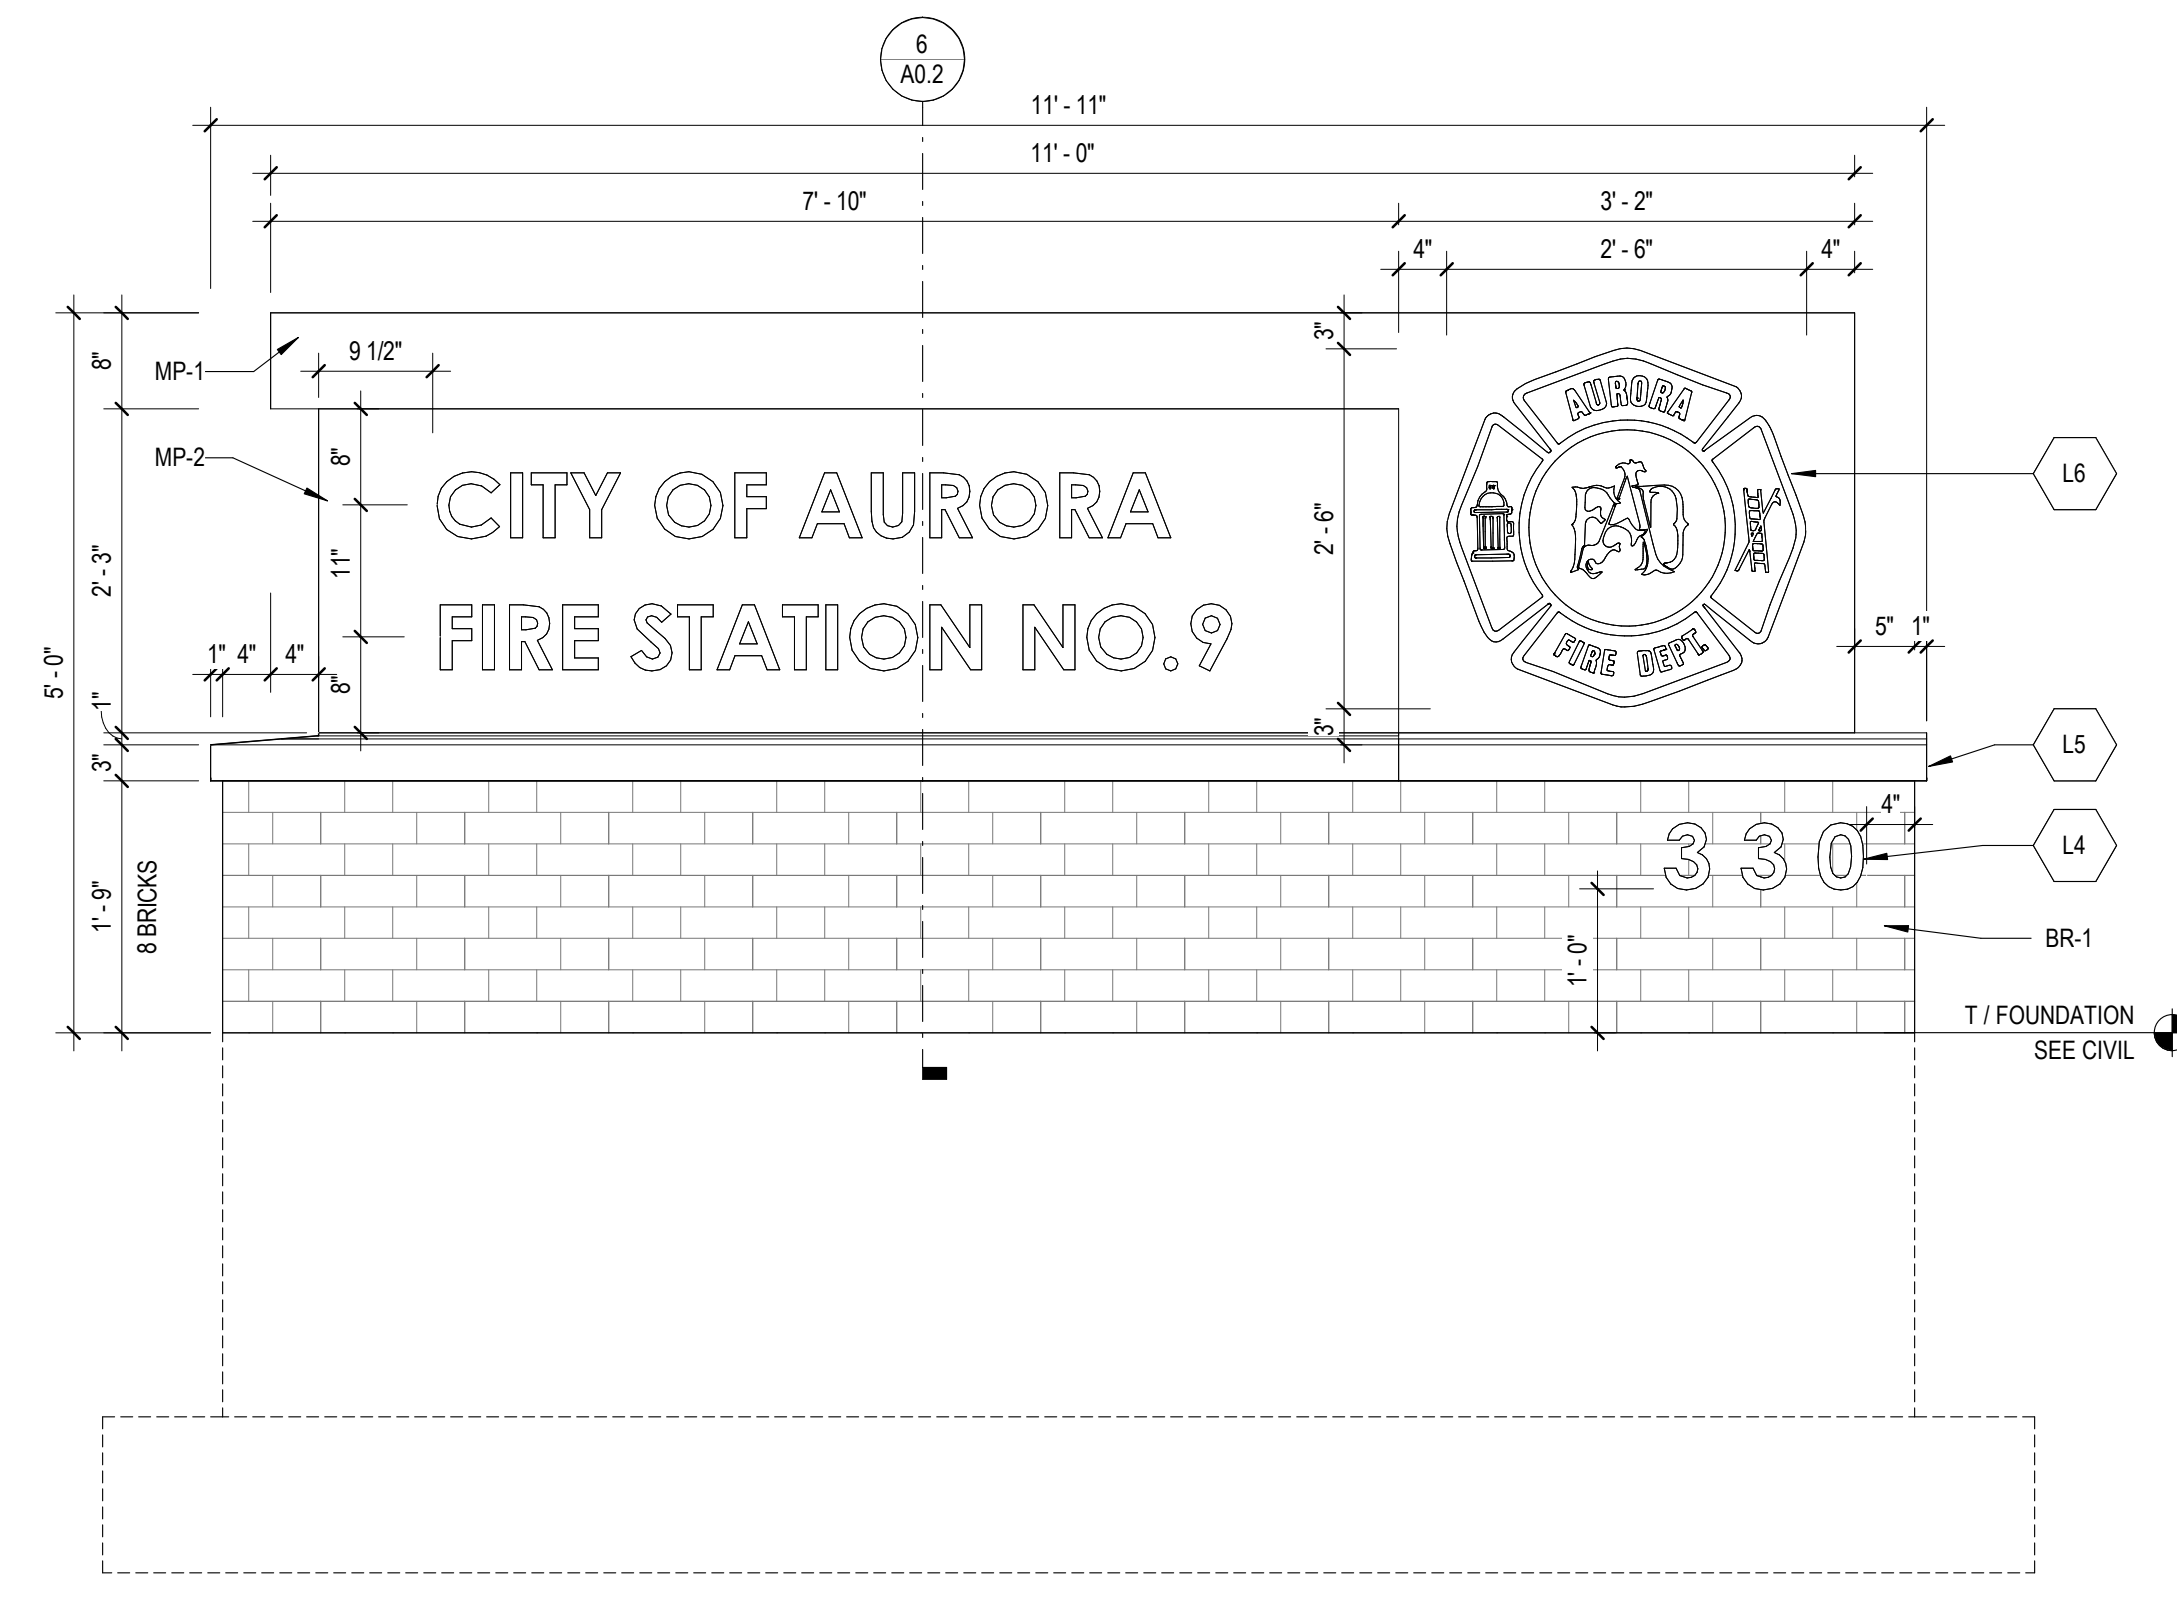 6
A0.2
11' - 11"
11' - 0"
7' - 10"
3' - 2"
4"
2' - 6"
4"
8"
MP-1
9 1/2"
3"
AURORA
MP-2
8"
CITY OF AURORA
L6
FAD
2' - 6"
11"
2' - 3"
FIRE STATION NO.9
FIRE DEPT.
5"
1"
1"
4"
4"
8"
5' - 0"
1"
3"
3"
L5
4"
330
L4
8 BRICKS
1' - 9"
BR-1
1' - 0"
T / FOUNDATION
SEE CIVIL